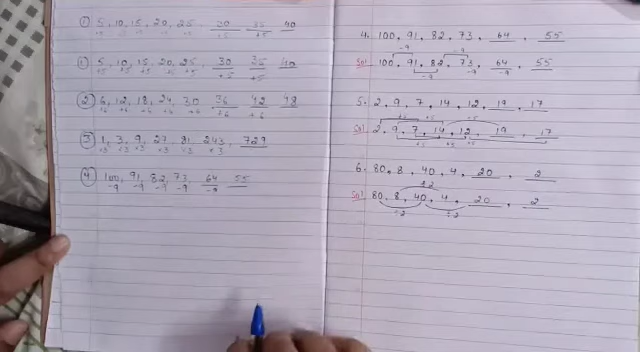 ① 5, 10, 15, 20, 25, 30 35 40
+5 +5
① 5, 10, 15, 20, 25, 30 35 40
+5 +5 +5 +5 +5 +5 +5
② 6, 12, 18, 24, 30 36 42 48
+6 +6 +6 +6 +6 +6 +6
③ 1, 3, 9, 27, 81 243, 729
×3 ×3 ×3 ×3 ×3 ×3
④ 100, 91, 82, 73, 64 55
-9 -9 -9 -9 -9
4. 100, 91, 82, 73, 64, 55
-9 -9
Sol 100, 91, 82, 73, 64, 55
-9 -9 -9
5. 2, 9, 7, 14, 12, 19, 17
+5 +5
Sol 2, 9, 7, 14, 12, 19, 17
+5 +5
6. 80, 8, 40, 4, 20, 2
÷2
Sol 80, 8, 40, 4, 20, 2
÷2 ÷2